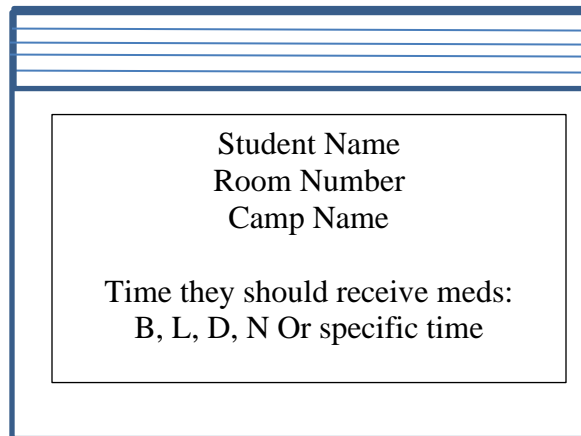 Student Name
Room Number
Camp Name
Time they should receive meds:
B, L, D, N Or specific time